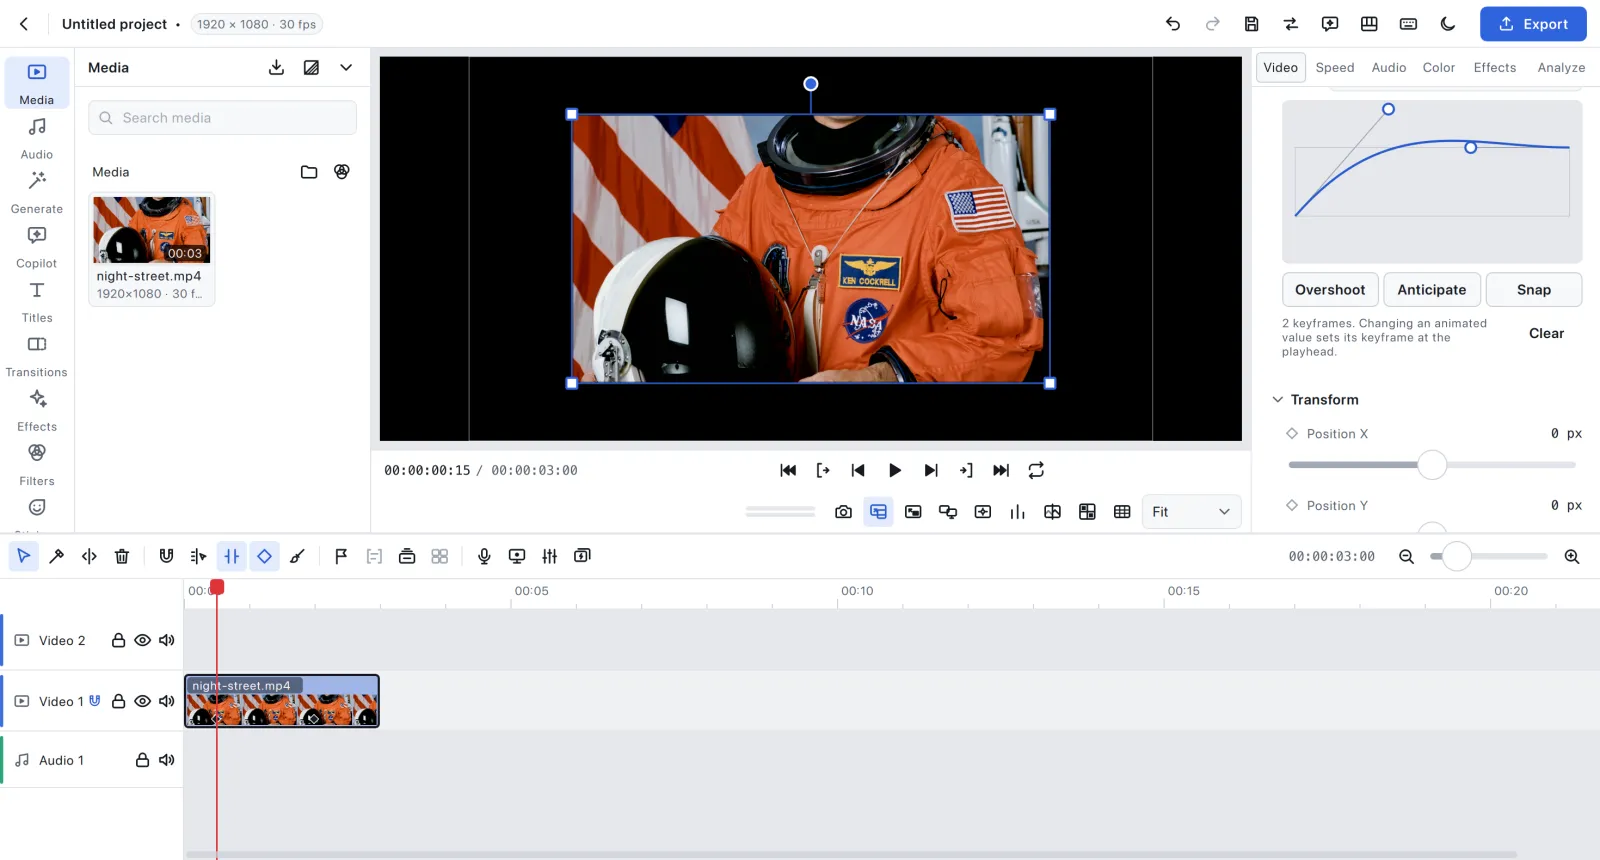 Untitled project •
1920 × 1080 · 30 fps
Export
Media
Audio
Generate
Copilot
Titles
Transitions
Effects
Filters
Media
Search media
Media
00:03
night-street.mp4
1920×1080 · 30 f...
KEN COCKRELL
NASA
00:00:00:15 / 00:00:03:00
Fit
Video
Speed
Audio
Color
Effects
Analyze
Overshoot
Anticipate
Snap
2 keyframes. Changing an animated
value sets its keyframe at the
playhead.
Clear
Transform
Position X
0 px
Position Y
0 px
00:00:03:00
00:05
00:10
00:15
00:20
Video 2
Video 1
night-street.mp4
Audio 1